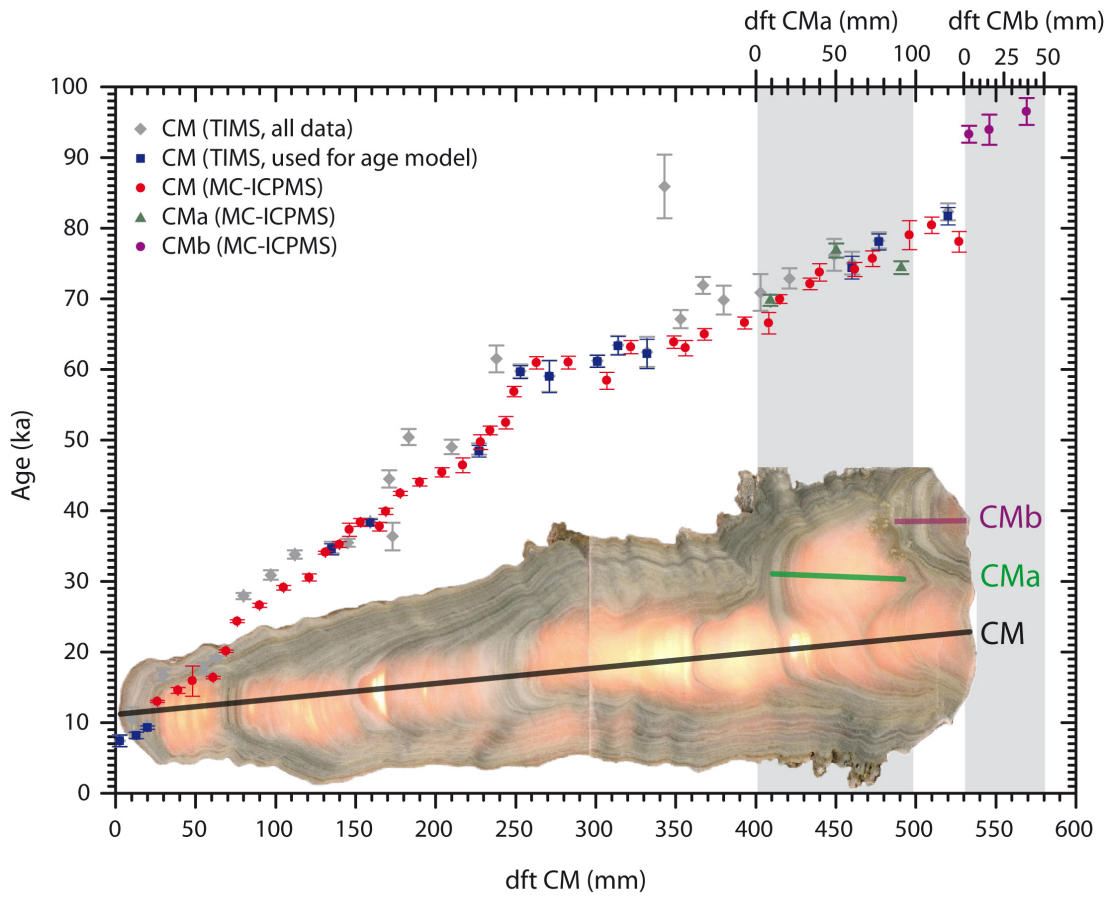 dft CMa (mm) dft CMb (mm)
0 50 100 0 25 50
100
90
80
70
60
50
40
30
20
10
0
Age (ka)
CM (TIMS, all data)
CM (TIMS, used for age model)
CM (MC-ICPMS)
CMa (MC-ICPMS)
CMb (MC-ICPMS)
CMb
CMa
CM
0 50 100 150 200 250 300 350 400 450 500 550 600
dft CM (mm)